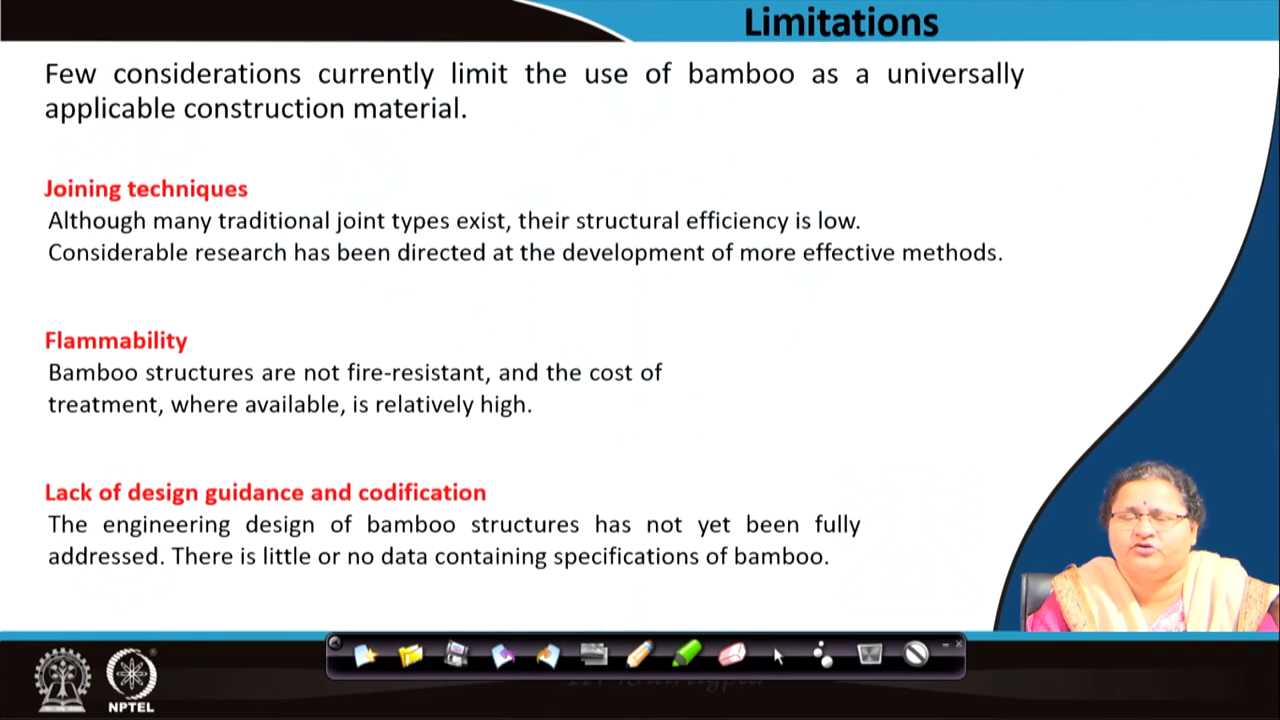 Limitations
Few considerations currently limit the use of bamboo as a universally
applicable construction material.
Joining techniques
Although many traditional joint types exist, their structural efficiency is low.
Considerable research has been directed at the development of more effective methods.
Flammability
Bamboo structures are not fire-resistant, and the cost of
treatment, where available, is relatively high.
Lack of design guidance and codification
The engineering design of bamboo structures has not yet been fully
addressed. There is little or no data containing specifications of bamboo.
NPTEL